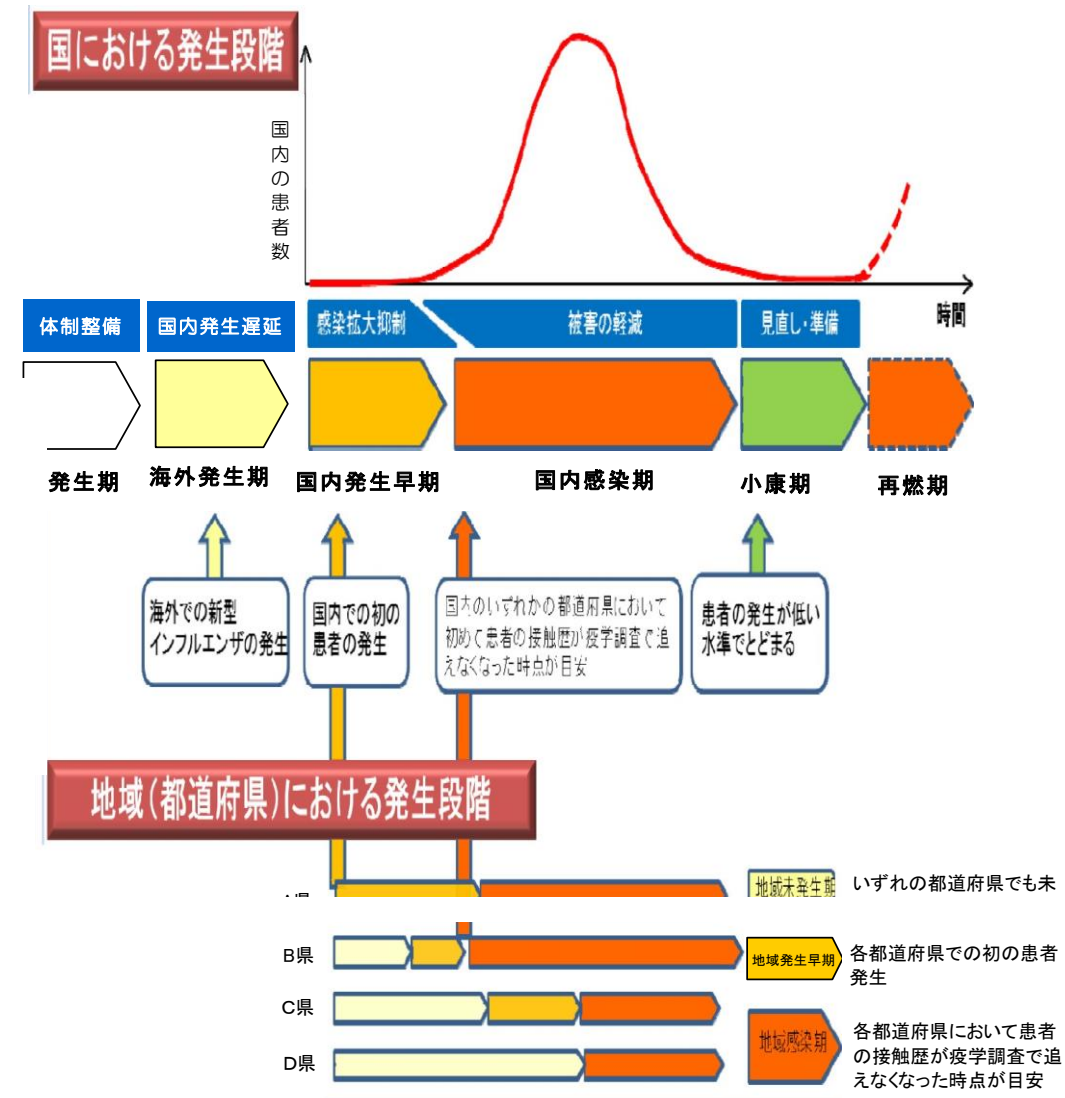 国における発生段階
国内の患者数
時間
体制整備
国内発生遅延
感染拡大抑制
被害の軽減
見直し・準備
発生期
海外発生期
国内発生早期
国内感染期
小康期
再燃期
海外での新型
インフルエンザの発生
国内での初の
患者の発生
国内のいずれかの都道府県において
初めて患者の接触歴が疫学調査で追
えなくなった時点が目安
患者の発生が低い
水準でとどまる
地域(都道府県)における発生段階
地域未発生期
いずれの都道府県でも未
B県
地域発生早期
各都道府県での初の患者
発生
C県
D県
地域感染期
各都道府県において患者
の接触歴が疫学調査で追
えなくなった時点が目安